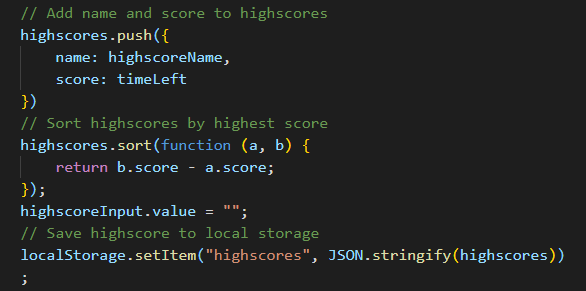 // Add name and score to highscores
highscores.push({
    name: highscoreName,
    score: timeLeft
})
// Sort highscores by highest score
highscores.sort(function (a, b) {
    return b.score - a.score;
});
highscoreInput.value = "";
// Save highscore to local storage
localStorage.setItem("highscores", JSON.stringify(highscores))
;